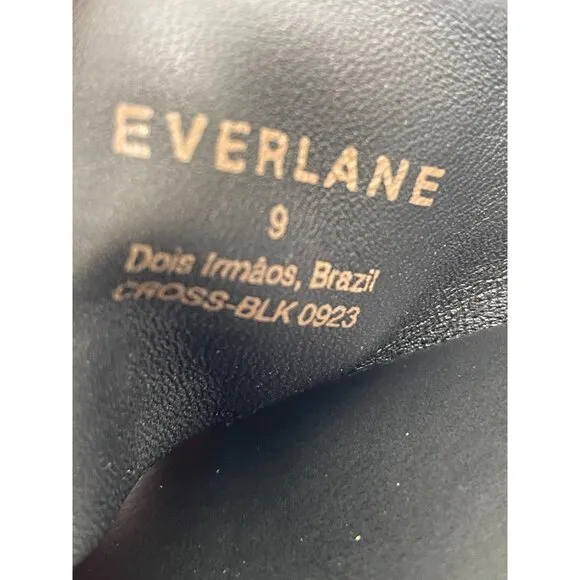 EVERLANE
9
Dois Irmãos, Brazil
CROSS-BLK 0923